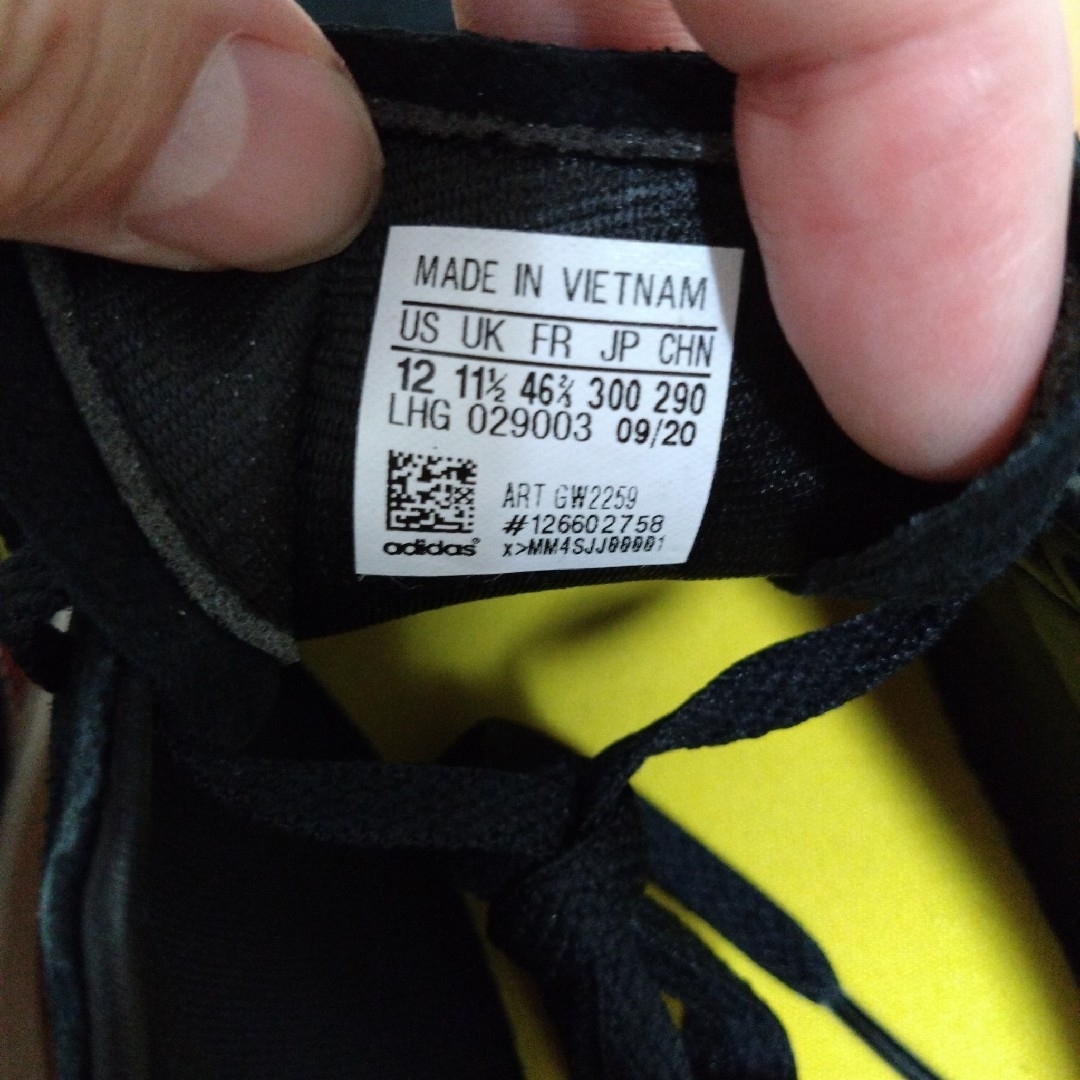 MADE IN VIETNAM
US UK FR JP CHN
12 11½ 46⅔ 300 290
LHG 029003 09/20
ART GW2259
#126602758
adidas® x>MM4SJJ00001